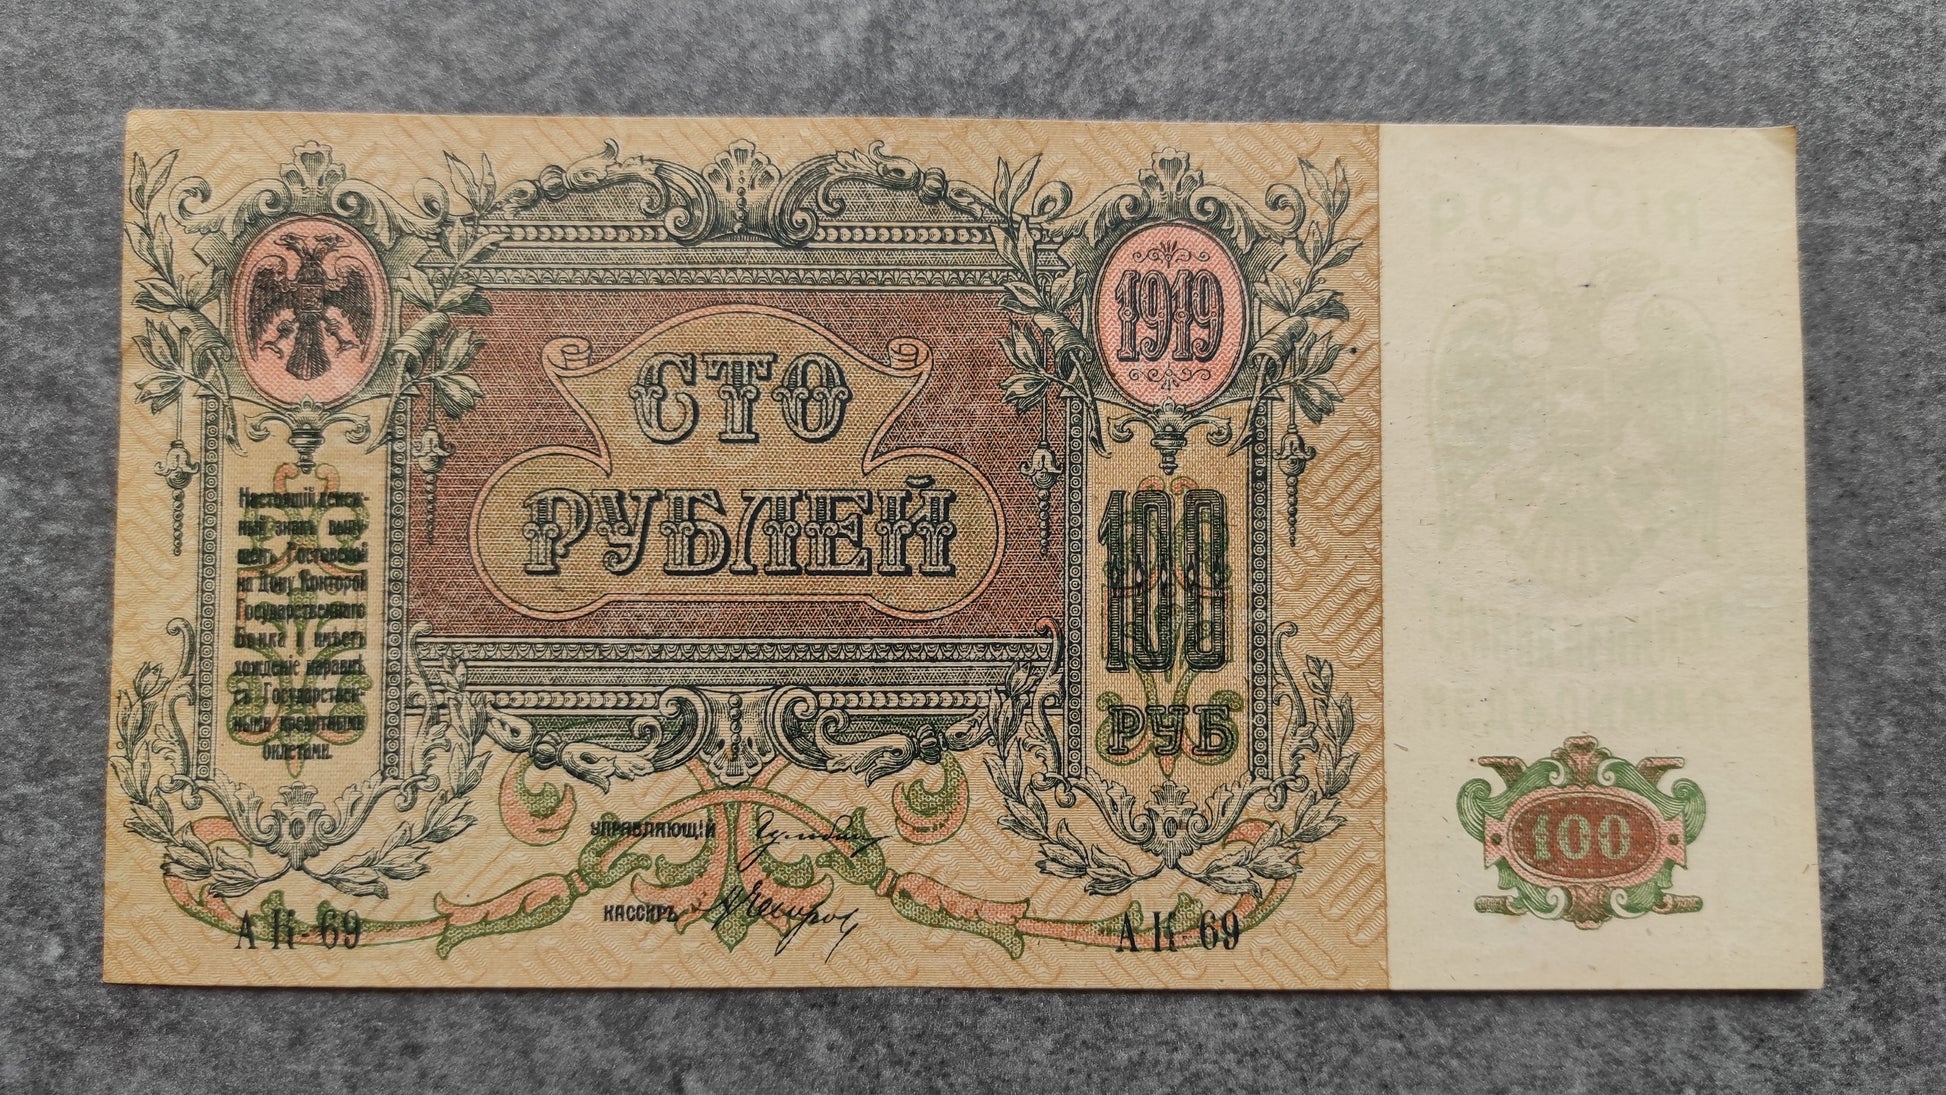 1919
СТО
РУБЛЕЙ
Настоящій денеж-
ный знакъ выпу-
щенъ Ростовской
на Дону Конторой
Государственнаго
Банка и имѣетъ
хожденіе наравнѣ
съ Государствен-
ными кредитными
билетами.
100
РУБ
УПРАВЛЯЮЩІЙ
КАССИРЪ
АК-69
АК-69
100